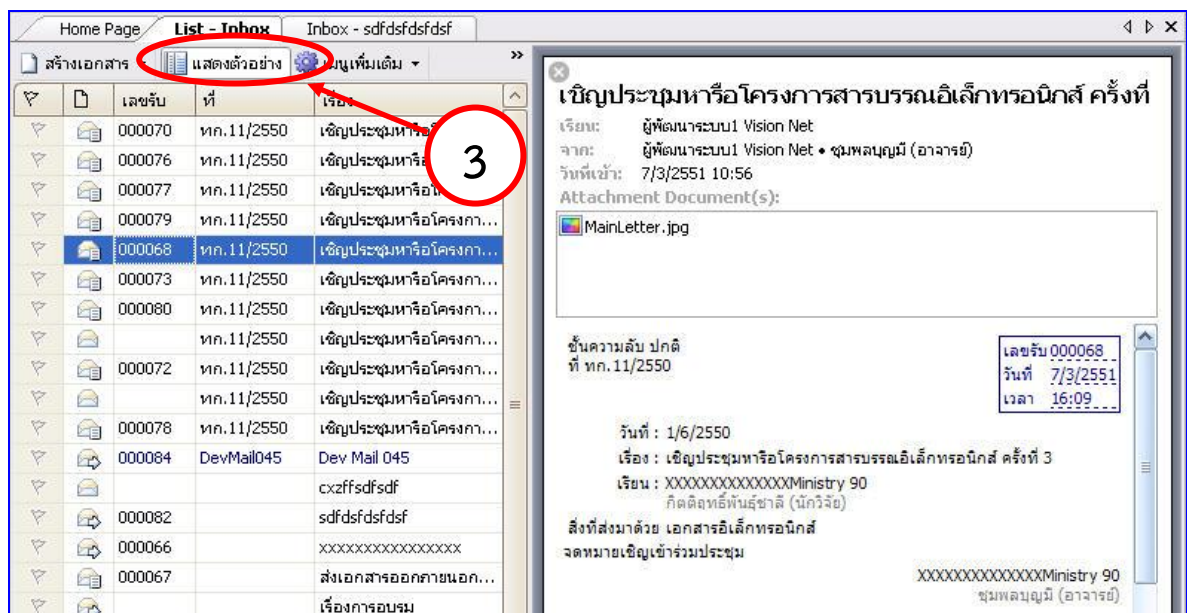 Home Page List - Inbox Inbox - sdfdsfdsfdsf
สร้างเอกสาร แสดงตัวอย่าง เมนูเพิ่มเติม »
เลขรับ ที่ เรื่อง
000070 ทก.11/2550 เชิญประชุมหารือโ
000076 ทก.11/2550 เชิญประชุมหารือ
000077 ทก.11/2550 เชิญประชุมหารือโค
000079 ทก.11/2550 เชิญประชุมหารือโครงกา...
000068 ทก.11/2550 เชิญประชุมหารือโครงกา...
000073 ทก.11/2550 เชิญประชุมหารือโครงกา...
000080 ทก.11/2550 เชิญประชุมหารือโครงกา...
ทก.11/2550 เชิญประชุมหารือโครงกา...
000072 ทก.11/2550 เชิญประชุมหารือโครงกา...
ทก.11/2550 เชิญประชุมหารือโครงกา...
000078 ทก.11/2550 เชิญประชุมหารือโครงกา...
000084 DevMail045 Dev Mail 045
cxzffsdfsdf
000082 sdfdsfdsfdsf
000066 xxxxxxxxxxxxxxxx
000067 ส่งเอกสารออกภายนอก...
เรื่องการอบรม
3
เชิญประชุมหารือโครงการสารบรรณอิเล็กทรอนิกส์ ครั้งที่
เรียน: ผู้พัฒนาระบบ1 Vision Net
จาก: ผู้พัฒนาระบบ1 Vision Net • ชุมพลบุญมี (อาจารย์)
วันที่เข้า: 7/3/2551 10:56
Attachment Document(s):
MainLetter.jpg
ชั้นความลับ ปกติ
ที่ ทก.11/2550
เลขรับ 000068
วันที่ 7/3/2551
เวลา 16:09
วันที่ : 1/6/2550
เรื่อง : เชิญประชุมหารือโครงการสารบรรณอิเล็กทรอนิกส์ ครั้งที่ 3
เรียน : XXXXXXXXXXXXXXMinistry 90
กิตติฤทธิ์พันธุ์ชาลี (นักวิจัย)
สิ่งที่ส่งมาด้วย เอกสารอิเล็กทรอนิกส์
จดหมายเชิญเข้าร่วมประชุม
XXXXXXXXXXXXXXMinistry 90
ชุมพลบุญมี (อาจารย์)